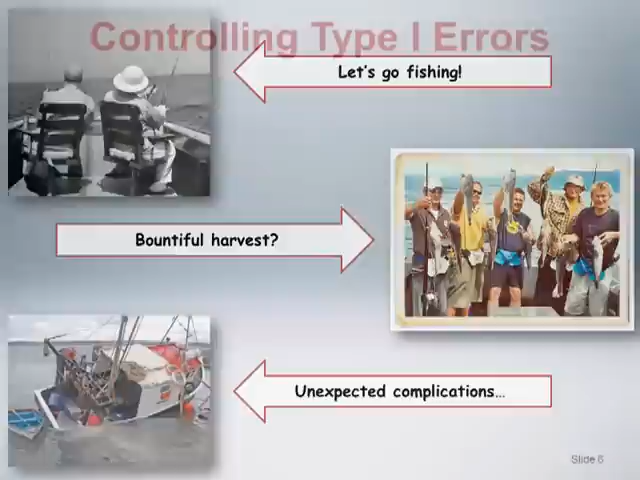 Controlling Type I Errors
Let's go fishing!
Bountiful harvest?
Unexpected complications...
Slide 6